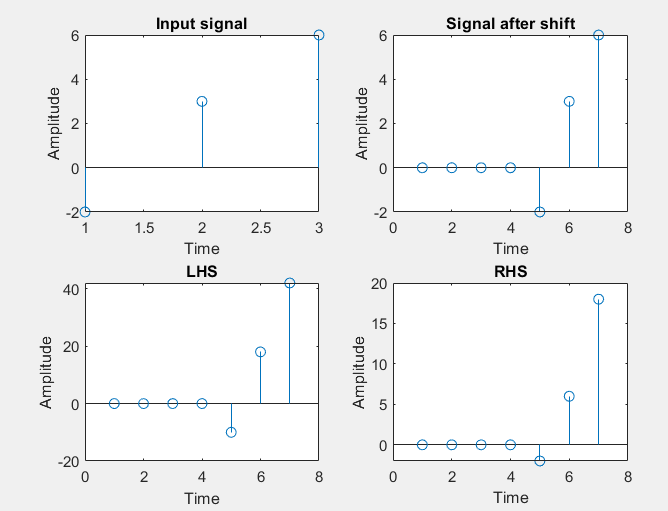 Input signal
6
4
2
0
-2
Amplitude
1 1.5 2 2.5 3
Time
Signal after shift
6
4
2
0
-2
Amplitude
0 2 4 6 8
Time
LHS
40
20
0
-20
Amplitude
0 2 4 6 8
Time
RHS
20
15
10
5
0
Amplitude
0 2 4 6 8
Time